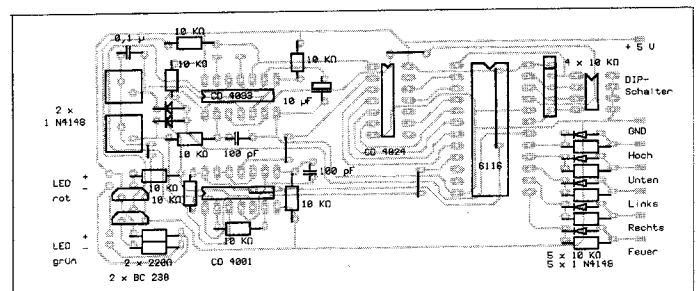 0,1 µ
10 KΩ
10 KΩ
10 KΩ
CD 4093
10 µF
2 ×
1 N4148
10 KΩ
100 pF
CD 4024
6116
4 × 10 KΩ
+ 5 V
DIP-
Schalter
GND
Hoch
Unten
Links
Rechts
Feuer
LED +
rot –
10 KΩ
10 KΩ
100 pF
10 KΩ
10 KΩ
LED +
grün –
2 × 220Ω
2 × BC 238
CD 4001
5 × 10 KΩ
5 × 1 N4148